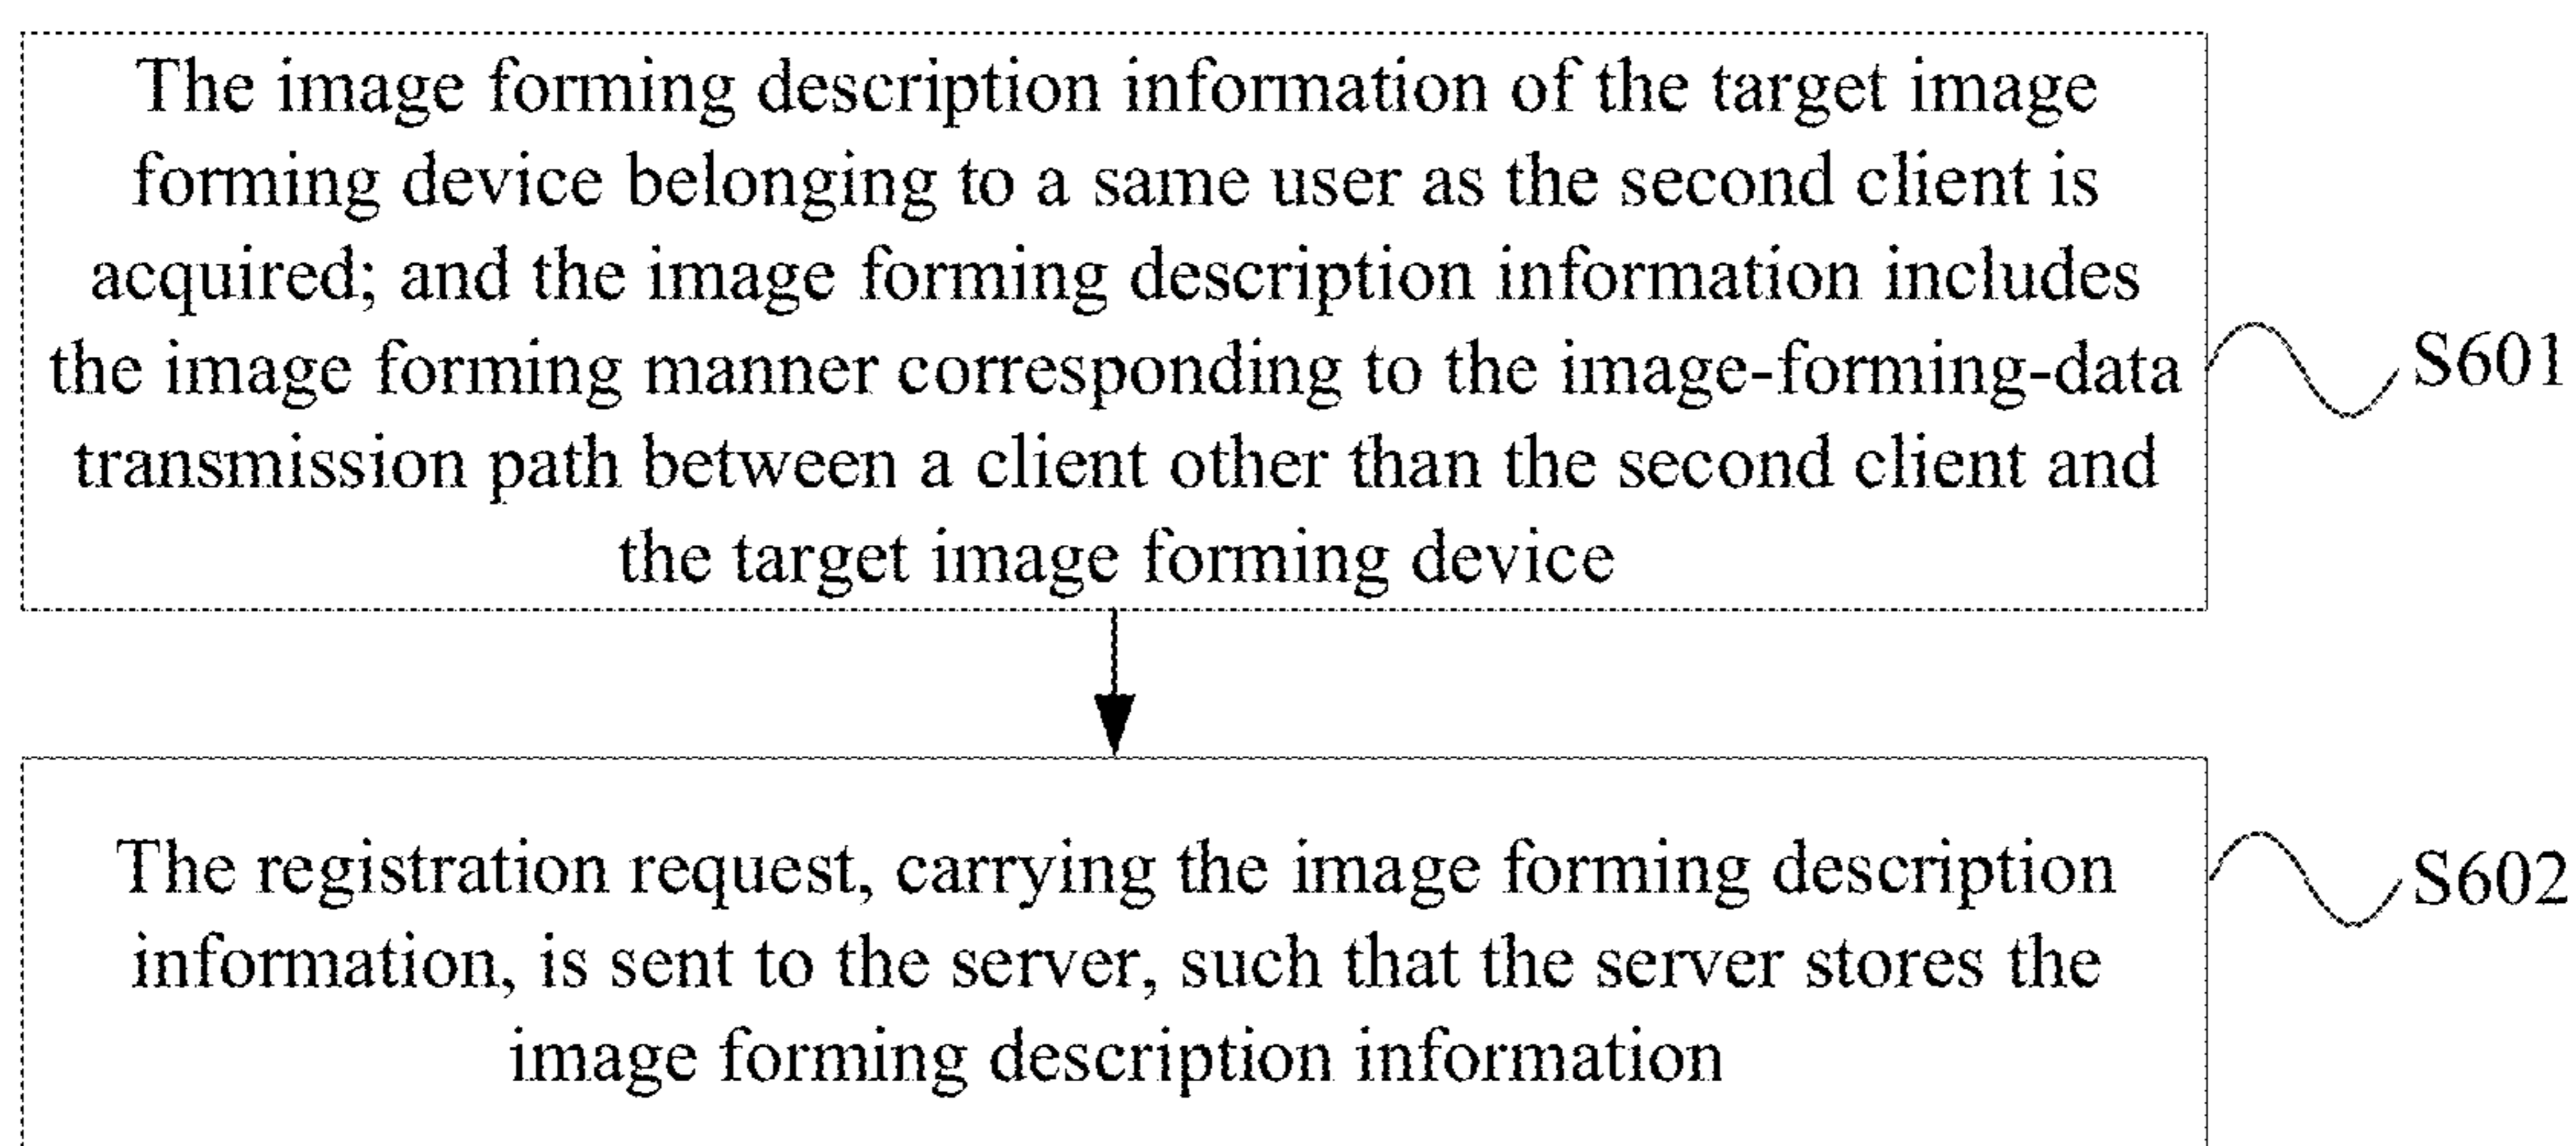 The image forming description information of the target image
forming device belonging to a same user as the second client is
acquired; and the image forming description information includes
the image forming manner corresponding to the image-forming-data
transmission path between a client other than the second client and
the target image forming device
S601
The registration request, carrying the image forming description
information, is sent to the server, such that the server stores the
image forming description information
S602